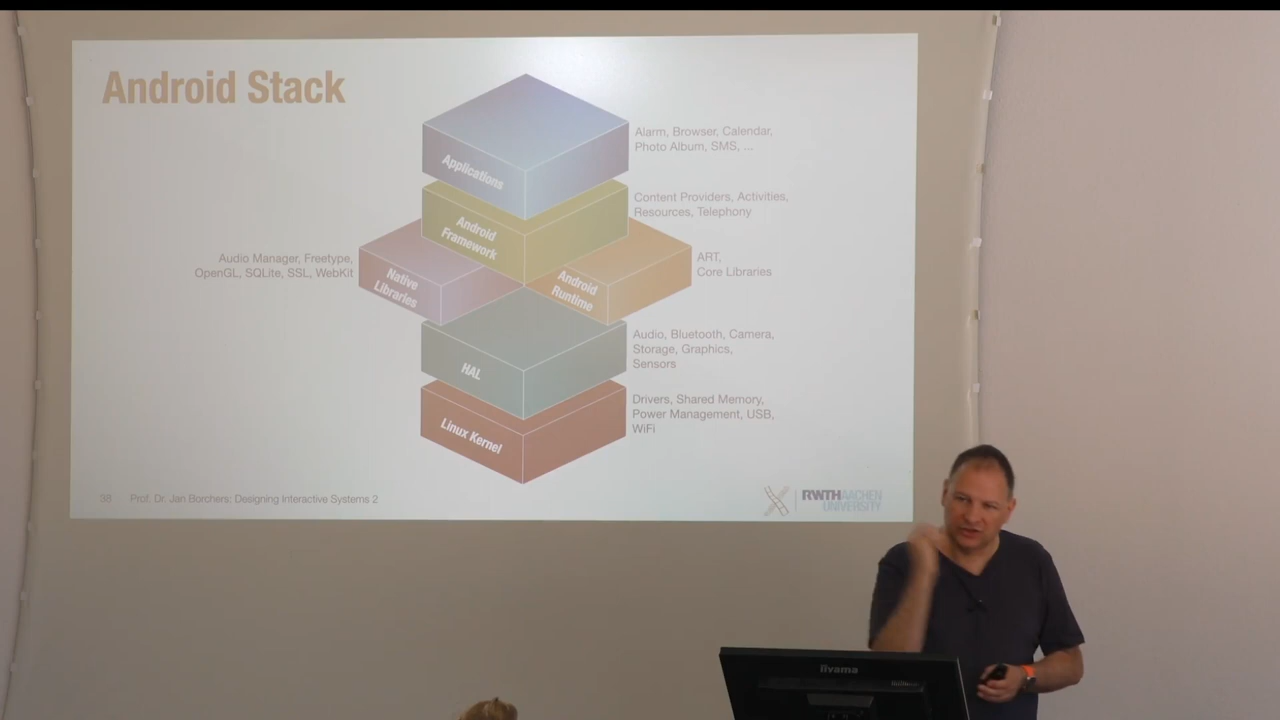 Android Stack
Applications
Alarm, Browser, Calendar,
Photo Album, SMS, ...
Android
Framework
Content Providers, Activities,
Resources, Telephony
Audio Manager, Freetype,
OpenGL, SQLite, SSL, WebKit
Native
Libraries
Android
Runtime
ART,
Core Libraries
HAL
Audio, Bluetooth, Camera,
Storage, Graphics,
Sensors
Linux Kernel
Drivers, Shared Memory,
Power Management, USB,
WiFi
38 Prof. Dr. Jan Borchers: Designing Interactive Systems 2
RWTHAACHEN
UNIVERSITY
iiyama